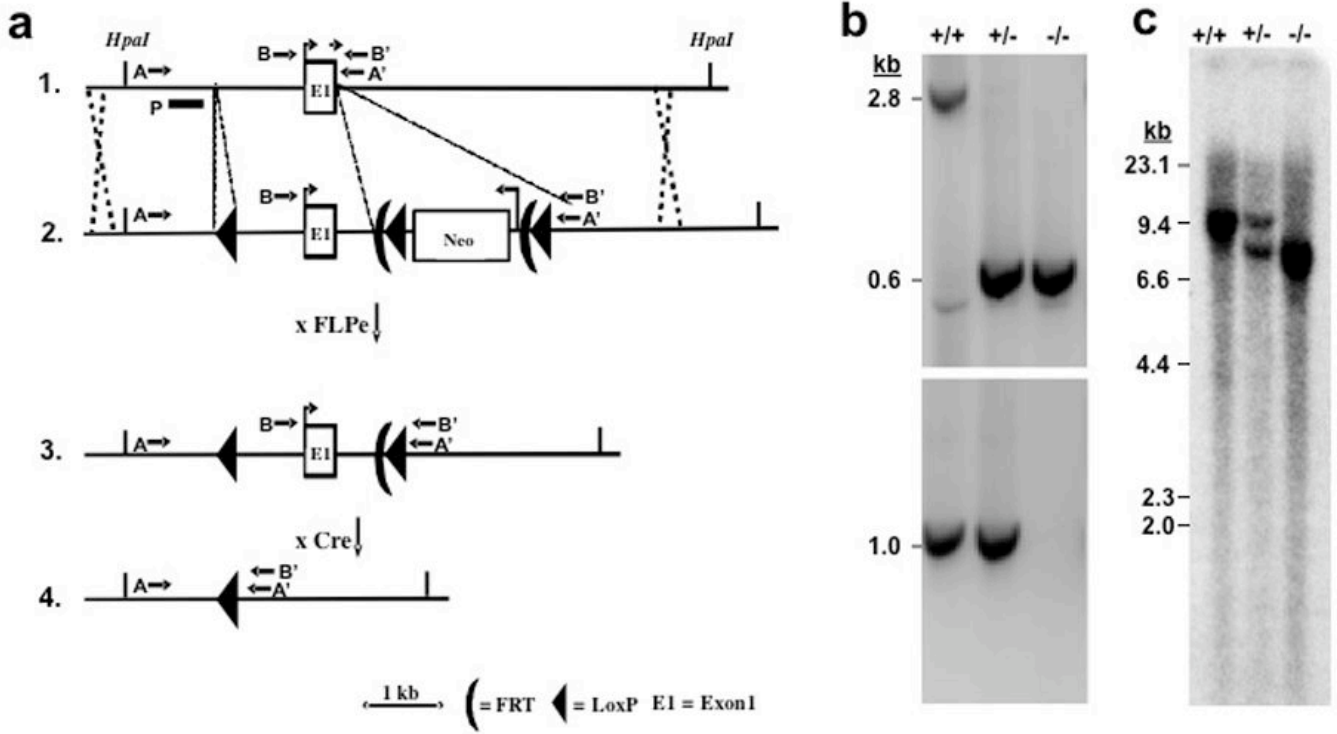 a
HpaI HpaI
B B'
1. A A'
E1
P
B B'
2. A A'
E1 Neo
x FLPe
B B'
3. A A'
E1
x Cre
B'
4. A A'
1 kb = FRT = LoxP E1 = Exon1
b
+/+ +/- -/-
kb
2.8
0.6
1.0
c
+/+ +/- -/-
kb
23.1
9.4
6.6
4.4
2.3
2.0